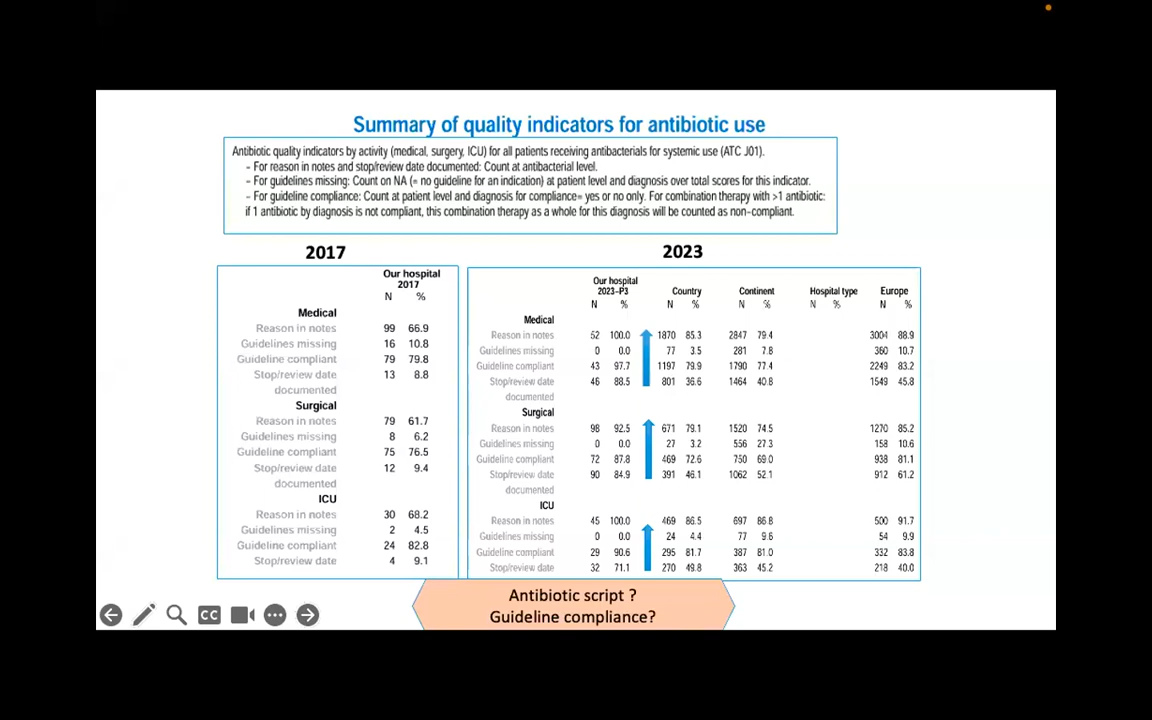 Summary of quality indicators for antibiotic use
Antibiotic quality indicators by activity (medical, surgery, ICU) for all patients receiving antibacterials for systemic use (ATC J01).
- For reason in notes and stop/review date documented: Count at antibacterial level.
- For guidelines missing: Count on NA (= no guideline for an indication) at patient level and diagnosis over total scores for this indicator.
- For guideline compliance: Count at patient level and diagnosis for compliance= yes or no only. For combination therapy with >1 antibiotic:
if 1 antibiotic by diagnosis is not compliant, this combination therapy as a whole for this diagnosis will be counted as non-compliant.
2017
Our hospital
2017
N %
Medical
Reason in notes 99 66.9
Guidelines missing 16 10.8
Guideline compliant 79 79.8
Stop/review date 13 8.8
documented
Surgical
Reason in notes 79 61.7
Guidelines missing 8 6.2
Guideline compliant 75 76.5
Stop/review date 12 9.4
documented
ICU
Reason in notes 30 68.2
Guidelines missing 2 4.5
Guideline compliant 24 82.8
Stop/review date 4 9.1
2023
Our hospital
2023-P3 Country Continent Hospital type Europe
N % N % N % N % N %
Medical
Reason in notes 52 100.0 1870 85.3 2847 79.4 3004 88.9
Guidelines missing 0 0.0 77 3.5 281 7.8 360 10.7
Guideline compliant 43 97.7 1197 79.9 1790 77.4 2249 83.2
Stop/review date 46 88.5 801 36.6 1464 40.8 1549 45.8
documented
Surgical
Reason in notes 98 92.5 671 79.1 1520 74.5 1270 85.2
Guidelines missing 0 0.0 27 3.2 556 27.3 158 10.6
Guideline compliant 72 87.8 469 72.6 750 69.0 938 81.1
Stop/review date 90 84.9 391 46.1 1062 52.1 912 61.2
documented
ICU
Reason in notes 45 100.0 469 86.5 697 86.8 500 91.7
Guidelines missing 0 0.0 24 4.4 77 9.6 54 9.9
Guideline compliant 29 90.6 295 81.7 387 81.0 332 83.8
Stop/review date 32 71.1 270 49.8 363 45.2 218 40.0
Antibiotic script ?
Guideline compliance?
CC